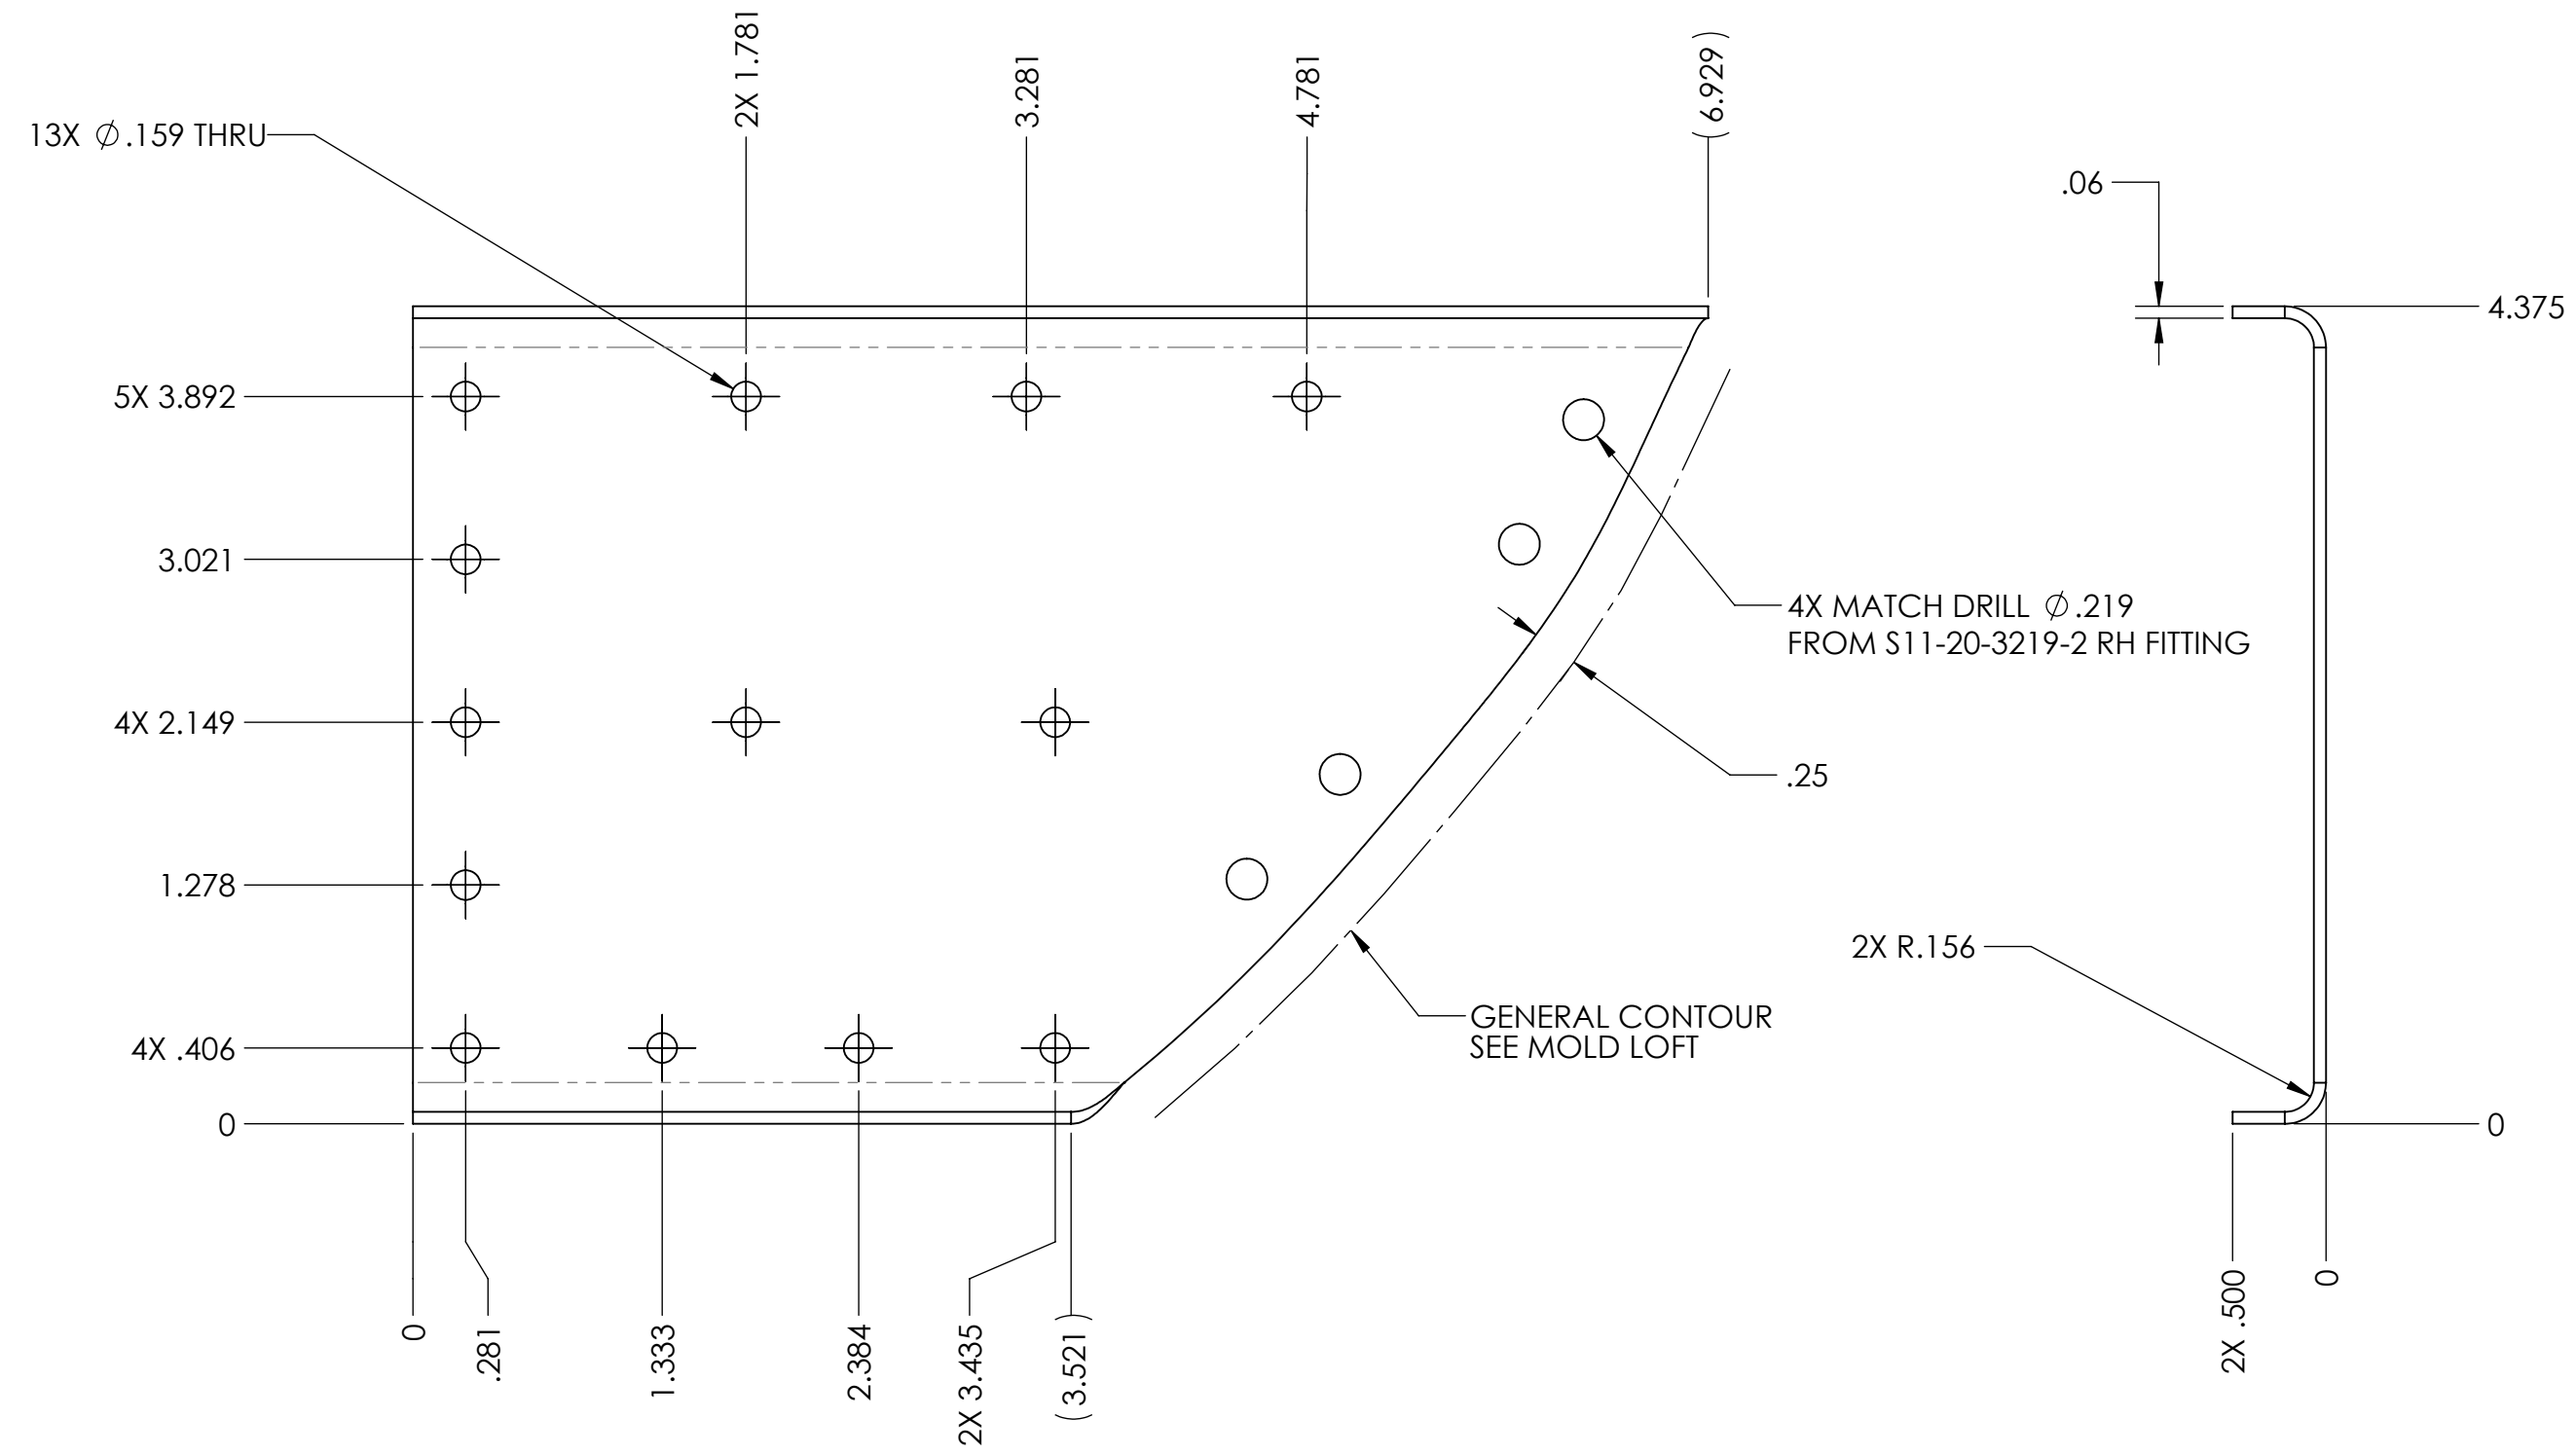 2X 1.781
3.281
4.781
(6.929)
13X ∅.159 THRU
.06
4.375
5X 3.892
3.021
4X MATCH DRILL ∅.219
FROM S11-20-3219-2 RH FITTING
4X 2.149
.25
1.278
2X R.156
GENERAL CONTOUR
SEE MOLD LOFT
4X .406
0
0
0
.281
1.333
2.384
2X 3.435
(3.521)
2X .500
0